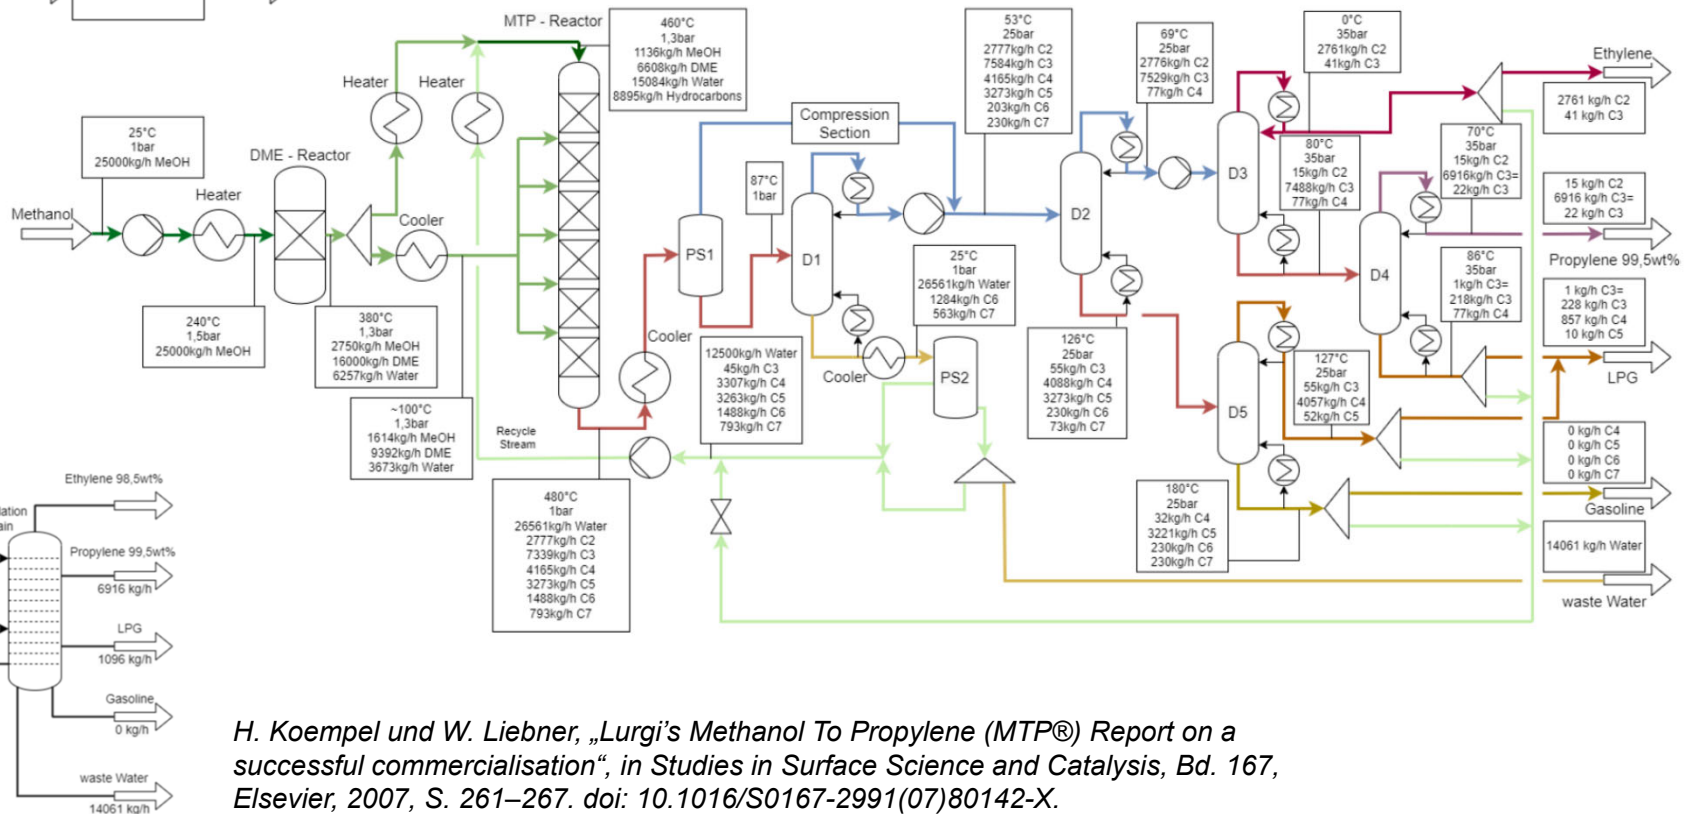 MTP - Reactor
460°C
1,3bar
1136kg/h MeOH
6608kg/h DME
15084kg/h Water
8895kg/h Hydrocarbons
53°C
25bar
2777kg/h C2
7584kg/h C3
4165kg/h C4
3273kg/h C5
203kg/h C6
230kg/h C7
69°C
25bar
2776kg/h C2
7529kg/h C3
77kg/h C4
0°C
35bar
2761kg/h C2
41kg/h C3
Ethylene
2761 kg/h C2
41 kg/h C3
Heater
Heater
Compression
Section
25°C
1bar
25000kg/h MeOH
DME - Reactor
Heater
Methanol
Cooler
87°C
1bar
PS1
D1
D2
D3
80°C
35bar
15kg/h C2
7488kg/h C3
77kg/h C4
70°C
35bar
15kg/h C2
6916kg/h C3=
22kg/h C3
15 kg/h C2
6916 kg/h C3=
22 kg/h C3
Propylene 99,5wt%
D4
86°C
35bar
1kg/h C3=
218kg/h C3
77kg/h C4
1 kg/h C3=
228 kg/h C3
857 kg/h C4
10 kg/h C5
LPG
25°C
1bar
26561kg/h Water
1284kg/h C6
563kg/h C7
240°C
1,5bar
25000kg/h MeOH
380°C
1,3bar
2750kg/h MeOH
16000kg/h DME
6257kg/h Water
Cooler
12500kg/h Water
45kg/h C3
3307kg/h C4
3263kg/h C5
1488kg/h C6
793kg/h C7
Cooler
PS2
126°C
25bar
55kg/h C3
4088kg/h C4
3273kg/h C5
230kg/h C6
73kg/h C7
D5
127°C
25bar
55kg/h C3
4057kg/h C4
52kg/h C5
~100°C
1,3bar
1614kg/h MeOH
9392kg/h DME
3673kg/h Water
Recycle
Stream
0 kg/h C4
0 kg/h C5
0 kg/h C6
0 kg/h C7
Gasoline
180°C
25bar
32kg/h C4
3221kg/h C5
230kg/h C6
230kg/h C7
480°C
1bar
26561kg/h Water
2777kg/h C2
7339kg/h C3
4165kg/h C4
3273kg/h C5
1488kg/h C6
793kg/h C7
14061 kg/h Water
waste Water
Ethylene 98,5wt%
lation
ain
Propylene 99,5wt%
6916 kg/h
LPG
1096 kg/h
Gasoline
0 kg/h
waste Water
14061 kg/h
H. Koempel und W. Liebner, „Lurgi's Methanol To Propylene (MTP®) Report on a
successful commercialisation“, in Studies in Surface Science and Catalysis, Bd. 167,
Elsevier, 2007, S. 261–267. doi: 10.1016/S0167-2991(07)80142-X.